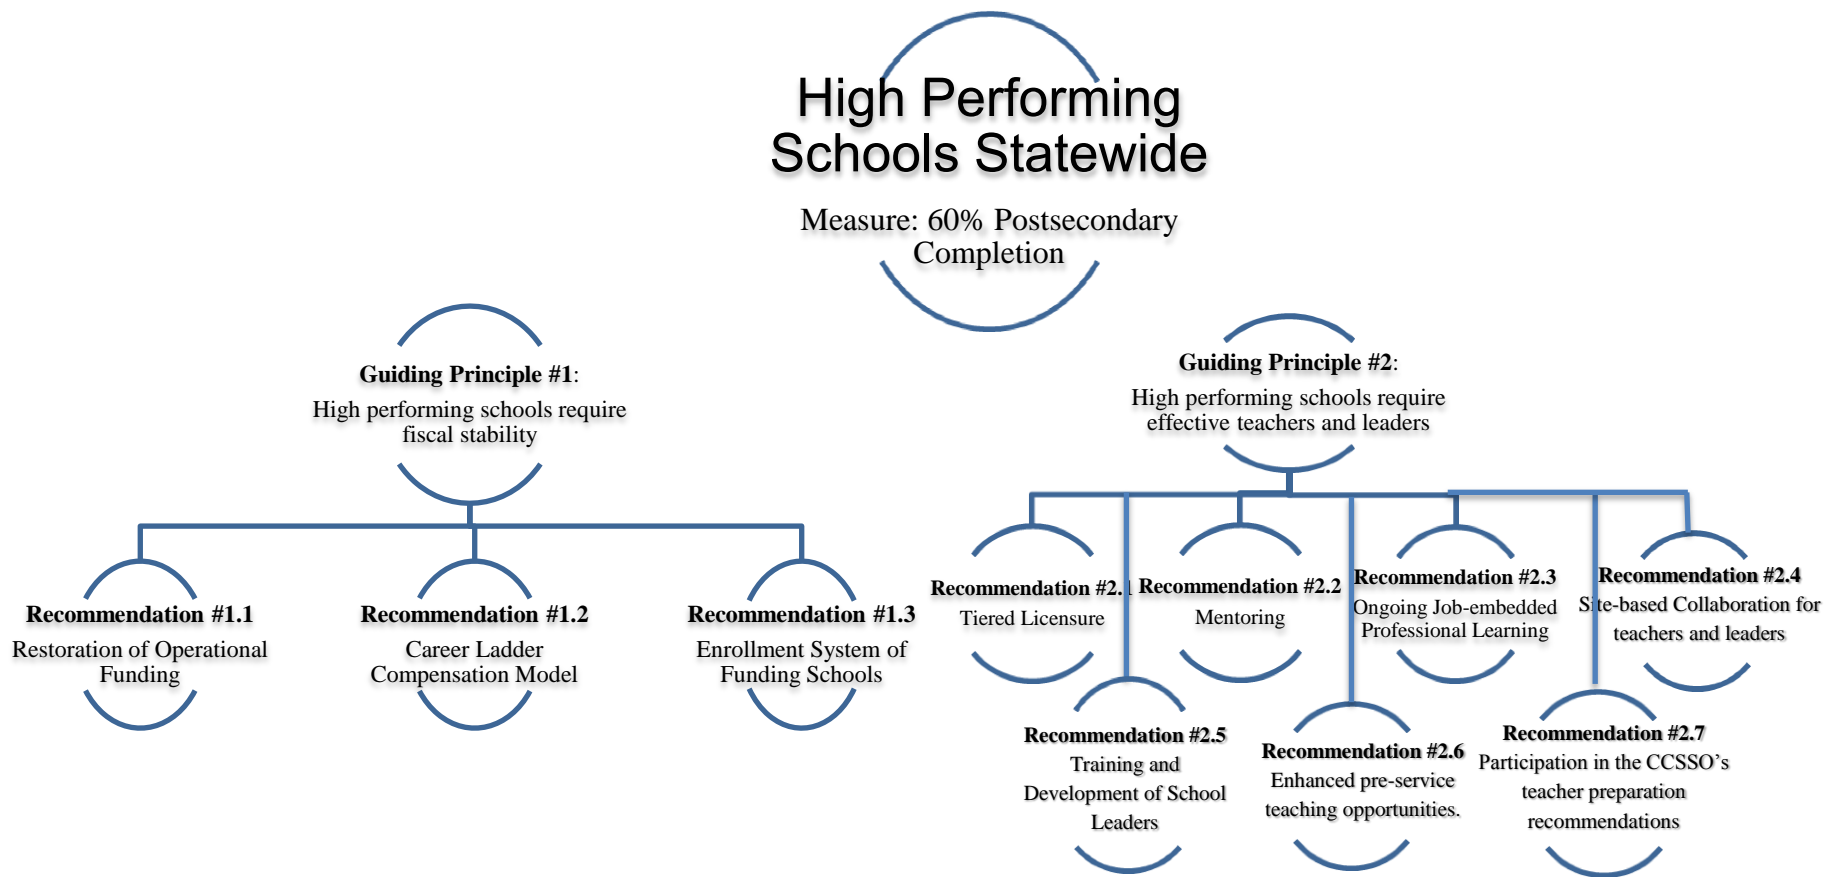 High Performing
Schools Statewide
Measure: 60% Postsecondary
Completion
Guiding Principle #1:
High performing schools require
fiscal stability
Guiding Principle #2:
High performing schools require
effective teachers and leaders
Recommendation #1.1
Restoration of Operational
Funding
Recommendation #1.2
Career Ladder
Compensation Model
Recommendation #1.3
Enrollment System of
Funding Schools
Recommendation #2.1
Tiered Licensure
Recommendation #2.2
Mentoring
Recommendation #2.3
Ongoing Job-embedded
Professional Learning
Recommendation #2.4
Site-based Collaboration for
teachers and leaders
Recommendation #2.5
Training and
Development of School
Leaders
Recommendation #2.6
Enhanced pre-service
teaching opportunities.
Recommendation #2.7
Participation in the CCSSO’s
teacher preparation
recommendations